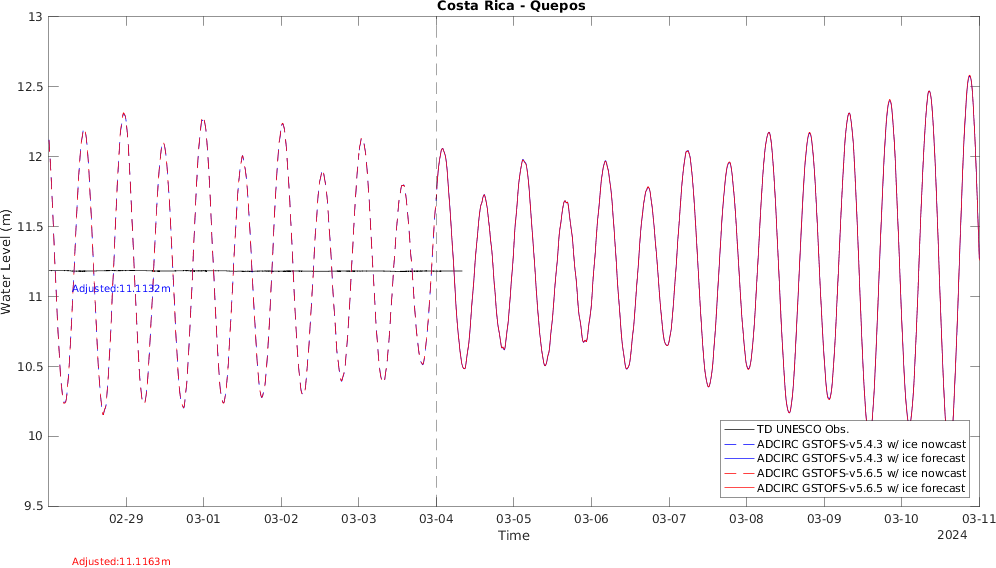 Costa Rica - Quepos
13
12.5
12
11.5
11
10.5
10
9.5
Water Level (m)
Adjusted:11.1132m
TD UNESCO Obs.
ADCIRC GSTOFS-v5.4.3 w/ ice nowcast
ADCIRC GSTOFS-v5.4.3 w/ ice forecast
ADCIRC GSTOFS-v5.6.5 w/ ice nowcast
ADCIRC GSTOFS-v5.6.5 w/ ice forecast
02-29 03-01 03-02 03-03 03-04 03-05 03-06 03-07 03-08 03-09 03-10 03-11
Time
2024
Adjusted:11.1163m